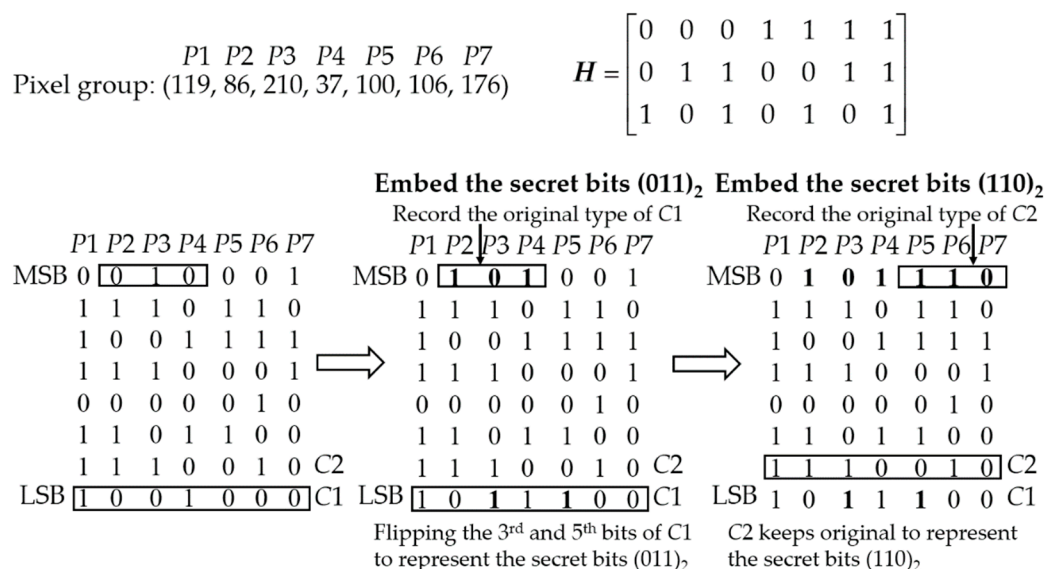 P1 P2 P3 P4 P5 P6 P7
Pixel group: (119, 86, 210, 37, 100, 106, 176)
H =
0 0 0 1 1 1 1
0 1 1 0 0 1 1
1 0 1 0 1 0 1
P1 P2 P3 P4 P5 P6 P7
MSB 0 0 1 0 0 0 1
1 1 1 0 1 1 0
1 0 0 1 1 1 1
1 1 1 0 0 0 1
0 0 0 0 0 1 0
1 1 0 1 1 0 0
1 1 1 0 0 1 0 C2
LSB 1 0 0 1 0 0 0 C1
Embed the secret bits (011)₂
Record the original type of C1
P1 P2 P3 P4 P5 P6 P7
MSB 0 1 0 1 0 0 1
1 1 1 0 1 1 0
1 0 0 1 1 1 1
1 1 1 0 0 0 1
0 0 0 0 0 1 0
1 1 0 1 1 0 0
1 1 1 0 0 1 0 C2
LSB 1 0 1 1 1 0 0 C1
Flipping the 3rd and 5th bits of C1
to represent the secret bits (011)₂
Embed the secret bits (110)₂
Record the original type of C2
P1 P2 P3 P4 P5 P6 P7
MSB 0 1 0 1 1 1 0
1 1 1 0 1 1 0
1 0 0 1 1 1 1
1 1 1 0 0 0 1
0 0 0 0 0 1 0
1 1 0 1 1 0 0
1 1 1 0 0 1 0 C2
LSB 1 0 1 1 1 0 0 C1
C2 keeps original to represent
the secret bits (110)₂